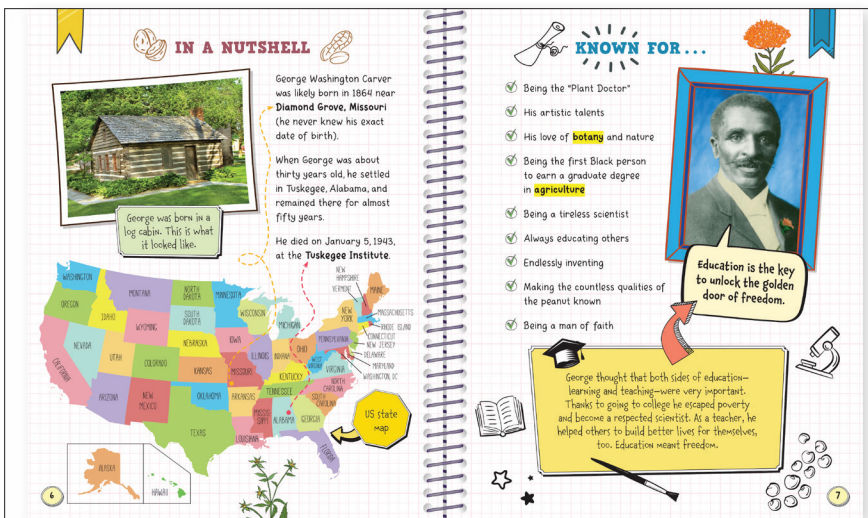 IN A NUTSHELL
George Washington Carver
was likely born in 1864 near
Diamond Grove, Missouri
(he never knew his exact
date of birth).
When George was about
thirty years old, he settled
in Tuskegee, Alabama, and
remained there for almost
fifty years.
He died on January 5, 1943,
at the Tuskegee Institute.
George was born in a
log cabin. This is what
it looked like.
WASHINGTON
OREGON
CALIFORNIA
NEVADA
IDAHO
MONTANA
WYOMING
UTAH
ARIZONA
COLORADO
NEW
MEXICO
NORTH
DAKOTA
SOUTH
DAKOTA
NEBRASKA
KANSAS
OKLAHOMA
TEXAS
MINNESOTA
IOWA
MISSOURI
ARKANSAS
LOUISIANA
WISCONSIN
ILLINOIS
MICHIGAN
INDIANA
OHIO
KENTUCKY
TENNESSEE
MISSIS
SIPPI
ALABAMA
GEORGIA
FLORIDA
SOUTH
CAROLINA
NORTH
CAROLINA
VIRGINIA
WEST
VIRGINIA
PENNSYLVANIA
NEW
YORK
VERMONT
NEW
HAMPSHIRE
MAINE
MASSACHUSETTS
RHODE ISLAND
CONNECTICUT
NEW JERSEY
DELAWARE
MARYLAND
WASHINGTON, DC
ALASKA
HAWAII
US state
map
6
KNOWN FOR...
Being the "Plant Doctor"
His artistic talents
His love of botany and nature
Being the first Black person
to earn a graduate degree
in agriculture
Being a tireless scientist
Always educating others
Endlessly inventing
Making the countless qualities of
the peanut known
Being a man of faith
Education is the key
to unlock the golden
door of freedom.
George thought that both sides of education—
learning and teaching—were very important.
Thanks to going to college he escaped poverty
and become a respected scientist. As a teacher, he
helped others to build better lives for themselves,
too. Education meant freedom.
7